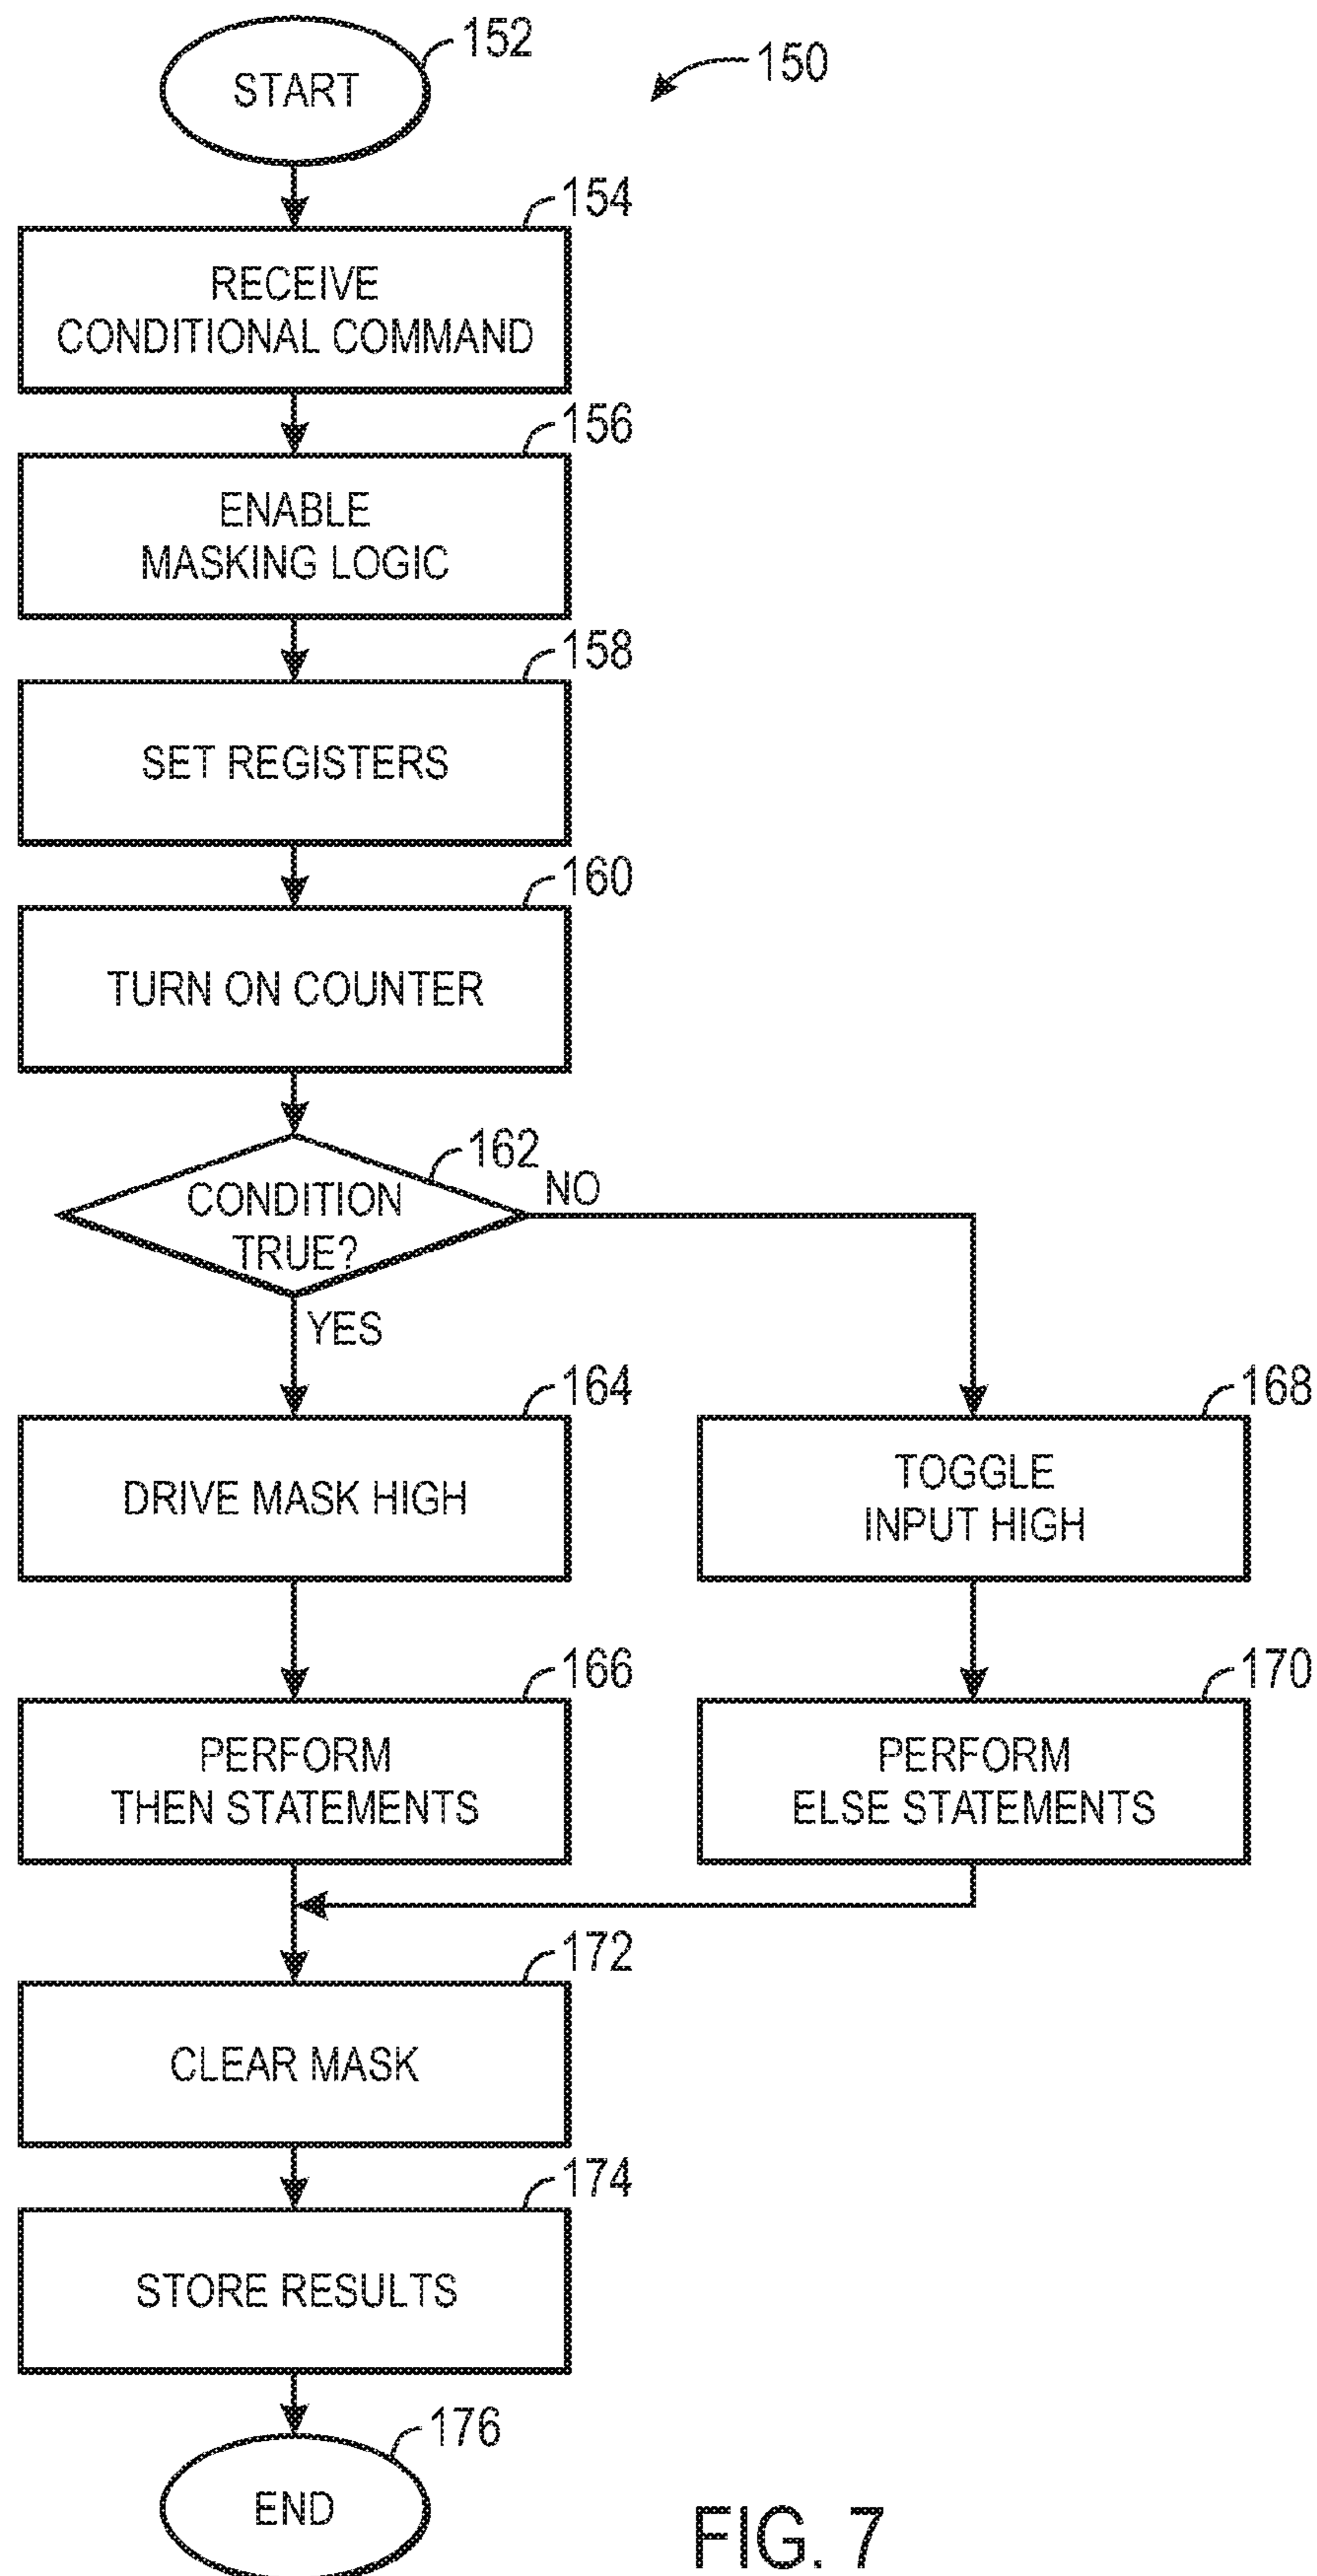 152
START
150
154
RECEIVE
CONDITIONAL COMMAND
156
ENABLE
MASKING LOGIC
158
SET REGISTERS
160
TURN ON COUNTER
162
CONDITION
TRUE?
NO
YES
164
DRIVE MASK HIGH
168
TOGGLE
INPUT HIGH
166
PERFORM
THEN STATEMENTS
170
PERFORM
ELSE STATEMENTS
172
CLEAR MASK
174
STORE RESULTS
176
END
FIG. 7